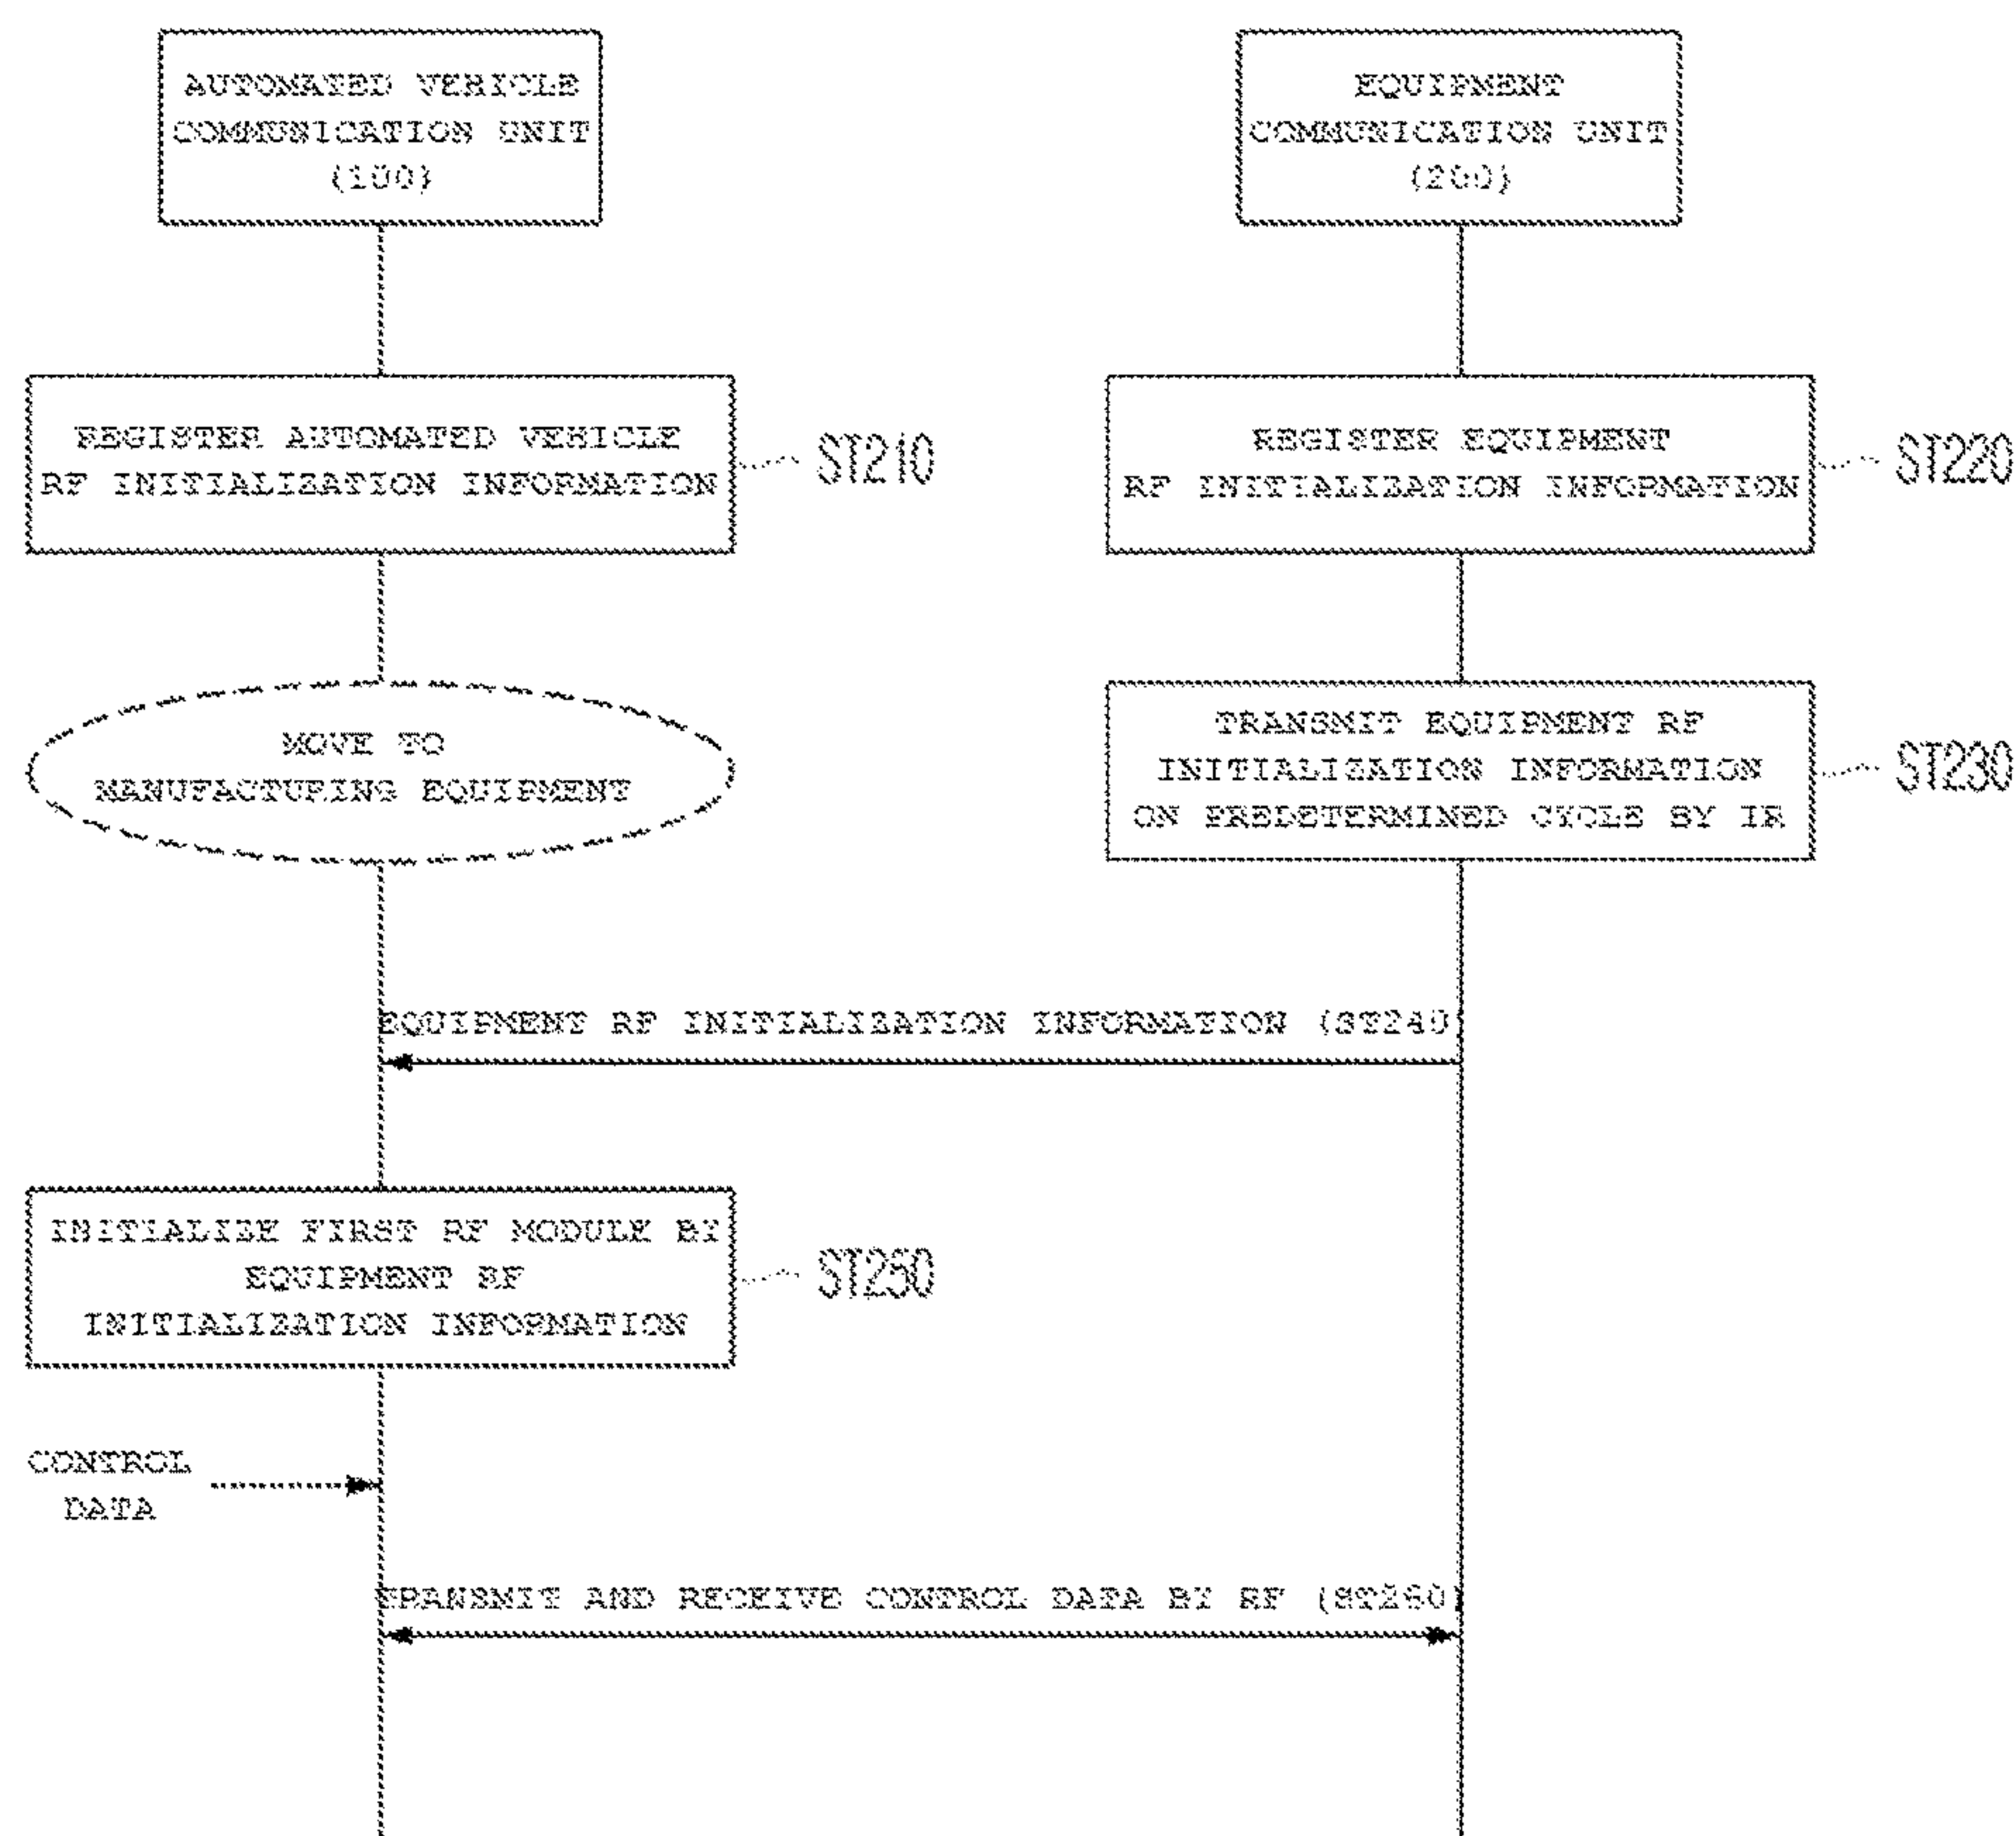 AUTOMATED VEHICLE
COMMUNICATION UNIT
(100)
EQUIPMENT
COMMUNICATION UNIT
(200)
REGISTER AUTOMATED VEHICLE
RF INITIALIZATION INFORMATION
ST210
REGISTER EQUIPMENT
RF INITIALIZATION INFORMATION
ST220
MOVE TO
MANUFACTURING EQUIPMENT
TRANSMIT EQUIPMENT RF
INITIALIZATION INFORMATION
ON PREDETERMINED CYCLE BY IR
ST230
EQUIPMENT RF INITIALIZATION INFORMATION (ST240)
INITIALIZE FIRST RF MODULE BY
EQUIPMENT RF
INITIALIZATION INFORMATION
ST250
CONTROL
DATA
TRANSMIT AND RECEIVE CONTROL DATA BY RF (ST260)